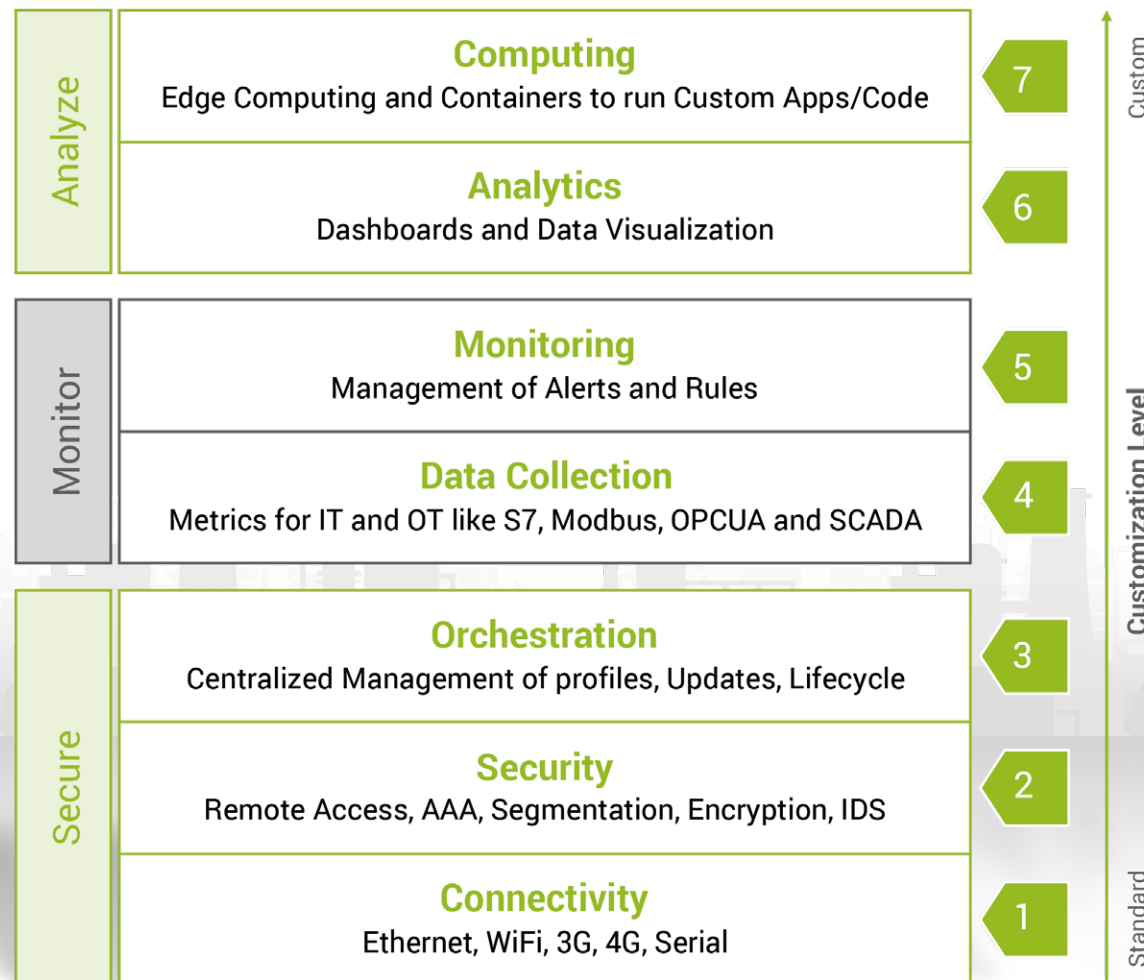 Analyze
Computing
Edge Computing and Containers to run Custom Apps/Code
7
Analytics
Dashboards and Data Visualization
6
Monitor
Monitoring
Management of Alerts and Rules
5
Data Collection
Metrics for IT and OT like S7, Modbus, OPCUA and SCADA
4
Secure
Orchestration
Centralized Management of profiles, Updates, Lifecycle
3
Security
Remote Access, AAA, Segmentation, Encryption, IDS
2
Connectivity
Ethernet, WiFi, 3G, 4G, Serial
1
Custom
Customization Level
Standard